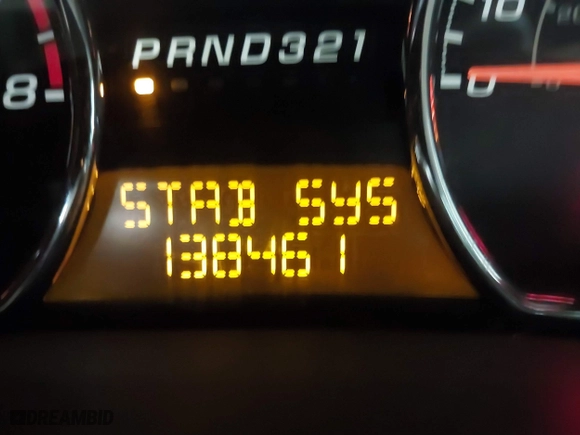 PRND321
10
8
0
STAB SYS
138461
DREAMBID